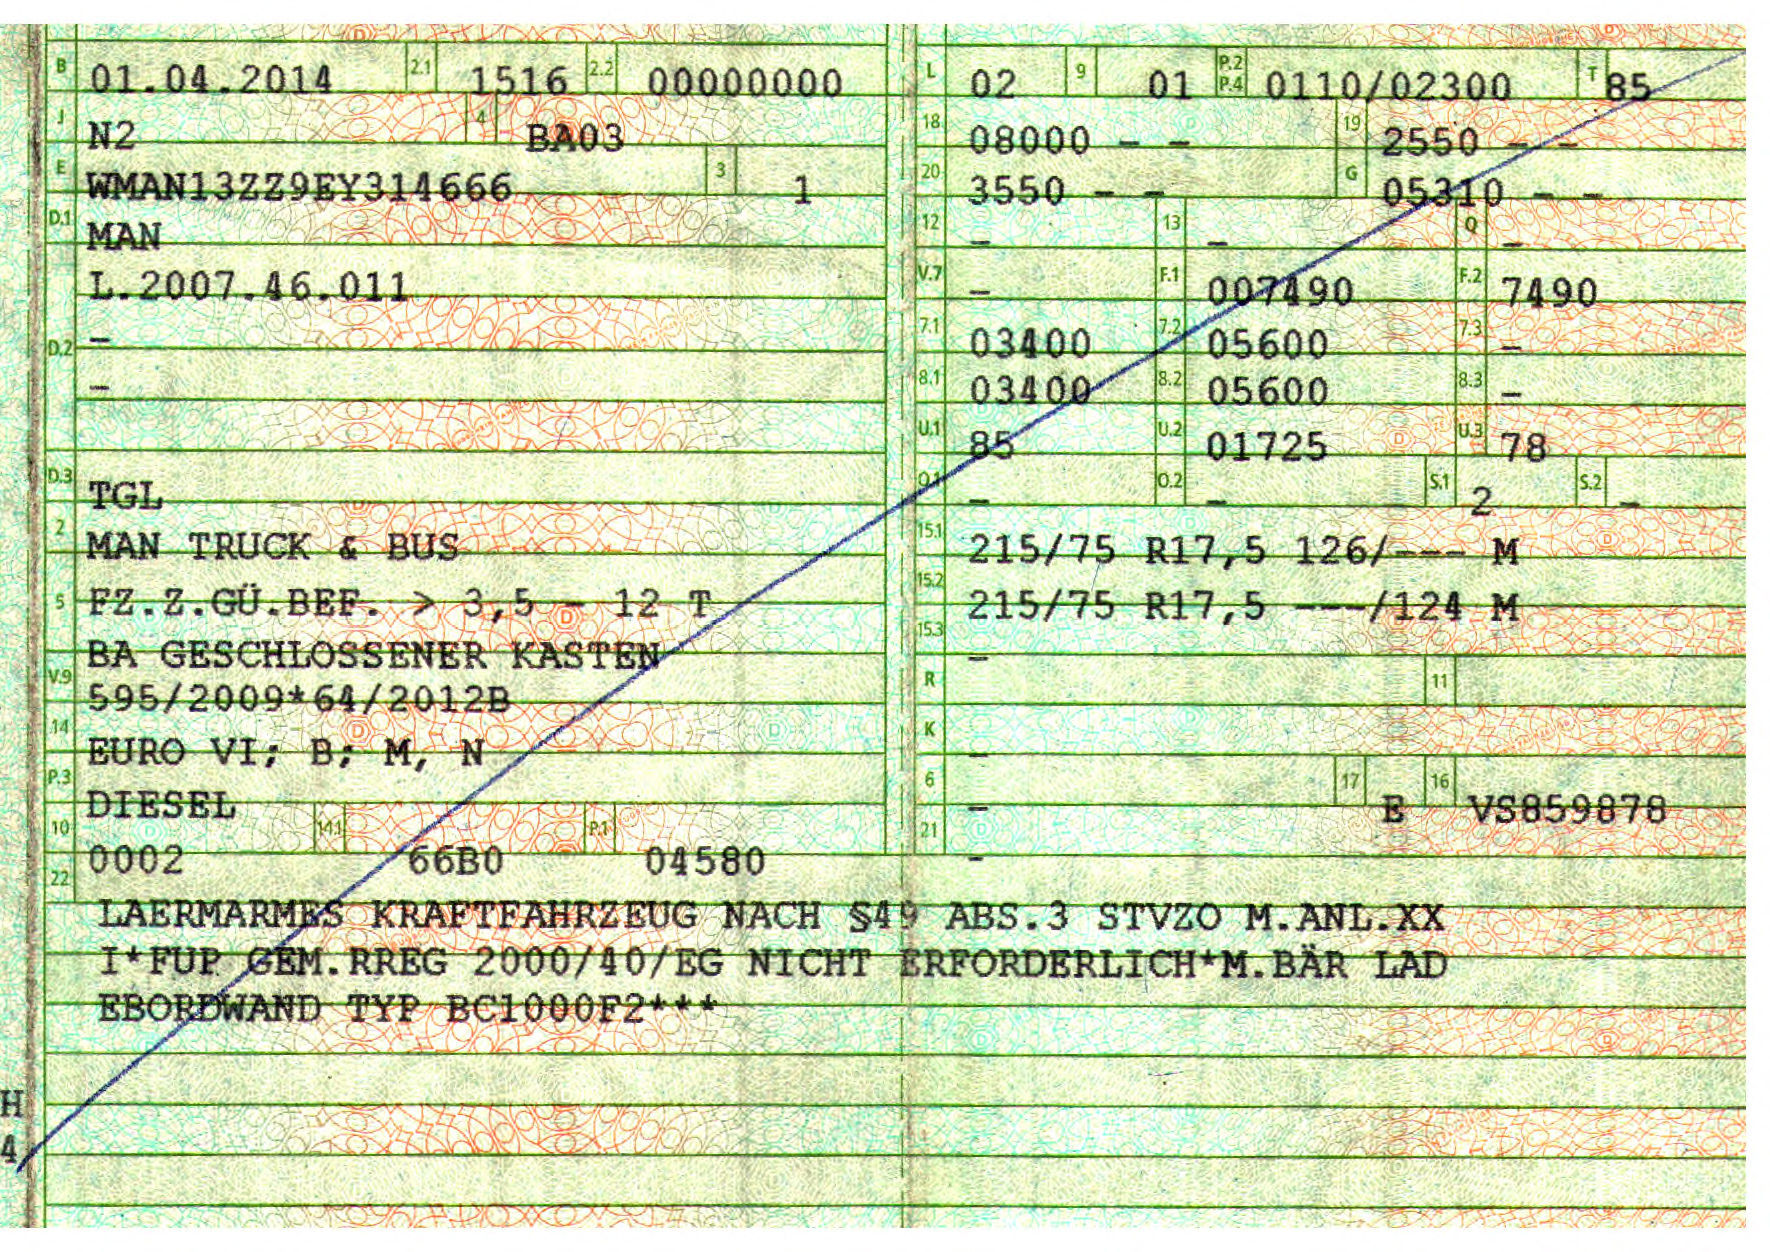 B 01.04.2014 2.1 1516 2.2 00000000
J N2 4 BA03
E WMAN13ZZ9EY314666 3 1
D.1 MAN
L.2007.46.011
D.2 –
–
D.3 TGL
2 MAN TRUCK & BUS
5 FZ.Z.GÜ.BEF. > 3,5 – 12 T
BA GESCHLOSSENER KASTEN
V.9 595/2009*64/2012B
14 EURO VI; B; M, N
P.3 DIESEL
10 0002 14.1 66B0 P.1 04580
L 02 9 01 P.2 P.4 0110/02300 T 85
18 08000 – – 19 2550 – –
20 3550 – – G 05310 – –
12 – 13 – Q –
V.7 – F.1 007490 F.2 7490
7.1 03400 7.2 05600 7.3 –
8.1 03400 8.2 05600 8.3 –
U.1 85 U.2 01725 U.3 78
O.1 – O.2 – S.1 2 S.2 –
15.1 215/75 R17,5 126/--- M
15.2 215/75 R17,5 ---/124 M
15.3 –
R 11
K –
6 – 17 E 16 VS859878
21 –
22 LAERMARMES KRAFTFAHRZEUG NACH §49 ABS.3 STVZO M.ANL.XX
I*FUP GEM.RREG 2000/40/EG NICHT ERFORDERLICH*M.BÄR LAD
EBORDWAND TYP BC1000F2***
H
4